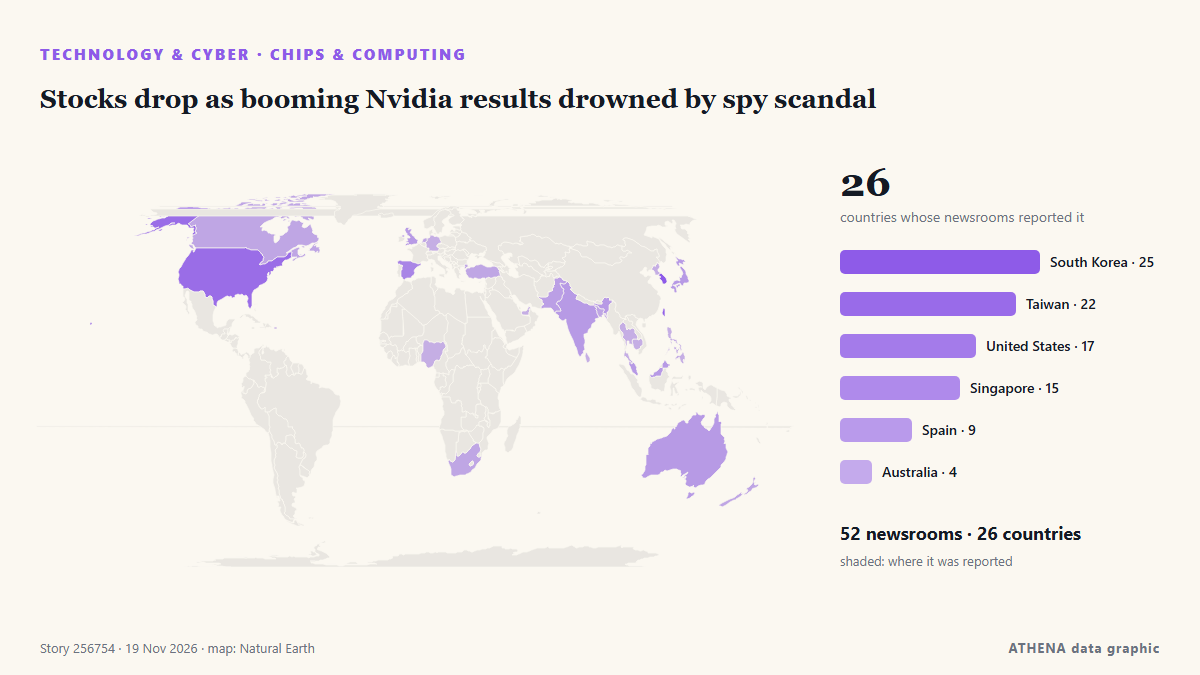 TECHNOLOGY & CYBER · CHIPS & COMPUTING
Stocks drop as booming Nvidia results drowned by spy scandal
26
countries whose newsrooms reported it
South Korea · 25
Taiwan · 22
United States · 17
Singapore · 15
Spain · 9
Australia · 4
52 newsrooms · 26 countries
shaded: where it was reported
Story 256754 · 19 Nov 2026 · map: Natural Earth
ATHENA data graphic